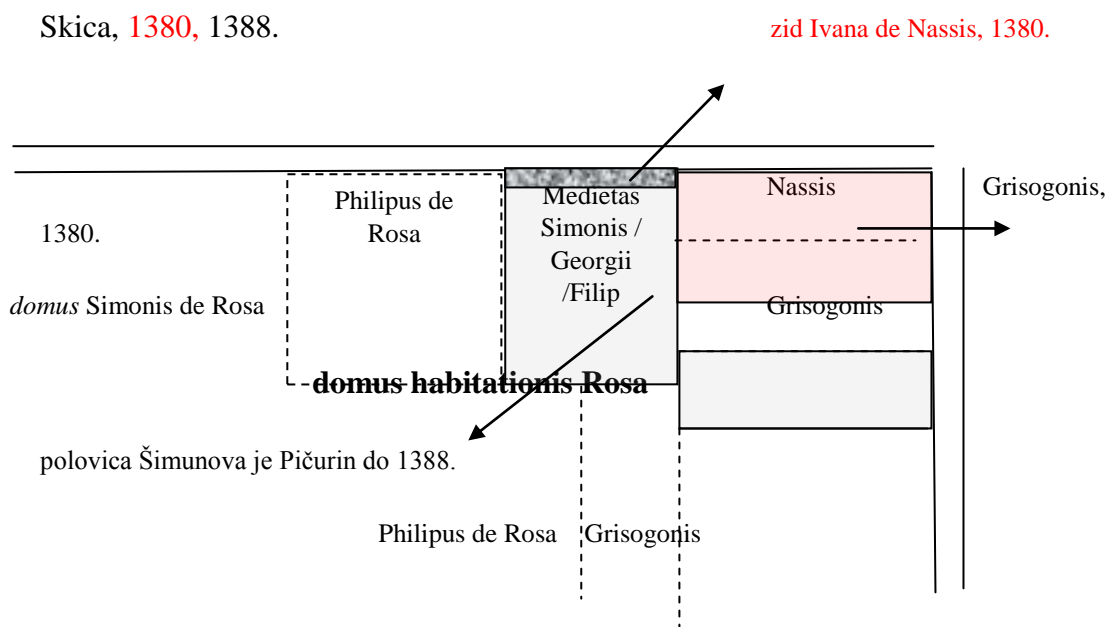 Skica, 1380, 1388.
zid Ivana de Nassis, 1380.
Philipus de
Rosa
Medietas
Simonis /
Georgii
/Filip
Nassis
Grisogonis,
1380.
domus Simonis de Rosa
Grisogonis
domus habitationis Rosa
polovica Šimunova je Pičurin do 1388.
Philipus de Rosa
Grisogonis